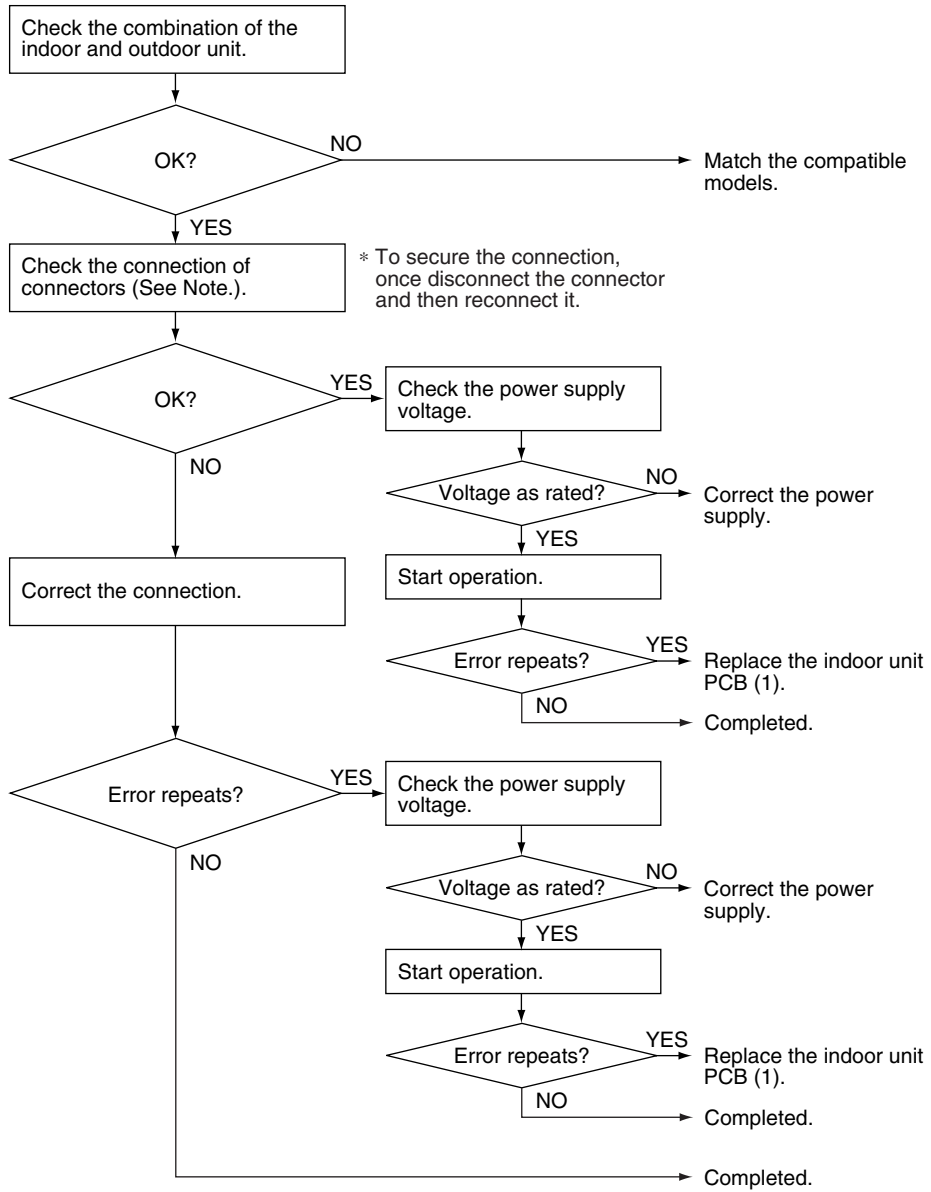 Check the combination of the
indoor and outdoor unit.
OK?
NO
Match the compatible
models.
YES
Check the connection of
connectors (See Note.).
* To secure the connection,
once disconnect the connector
and then reconnect it.
OK?
YES
Check the power supply
voltage.
NO
Voltage as rated?
NO
Correct the power
supply.
YES
Start operation.
Correct the connection.
Error repeats?
YES
Replace the indoor unit
PCB (1).
NO
Completed.
Error repeats?
YES
Check the power supply
voltage.
NO
Voltage as rated?
NO
Correct the power
supply.
YES
Start operation.
Error repeats?
YES
Replace the indoor unit
PCB (1).
NO
Completed.
Completed.